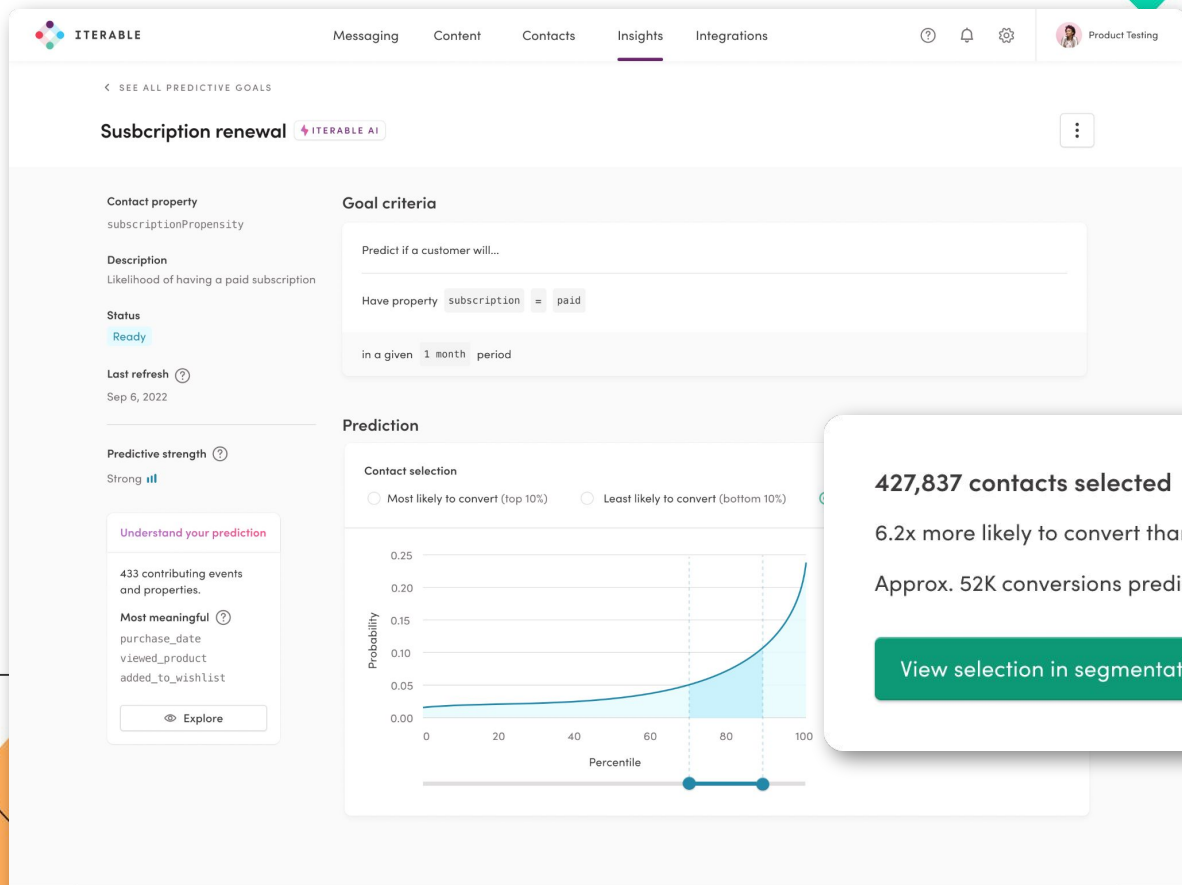 ITERABLE
Messaging Content Contacts Insights Integrations
Product Testing
SEE ALL PREDICTIVE GOALS
Susbcription renewal
ITERABLE AI
Contact property
subscriptionPropensity
Description
Likelihood of having a paid subscription
Status
Ready
Last refresh ?
Sep 6, 2022
Predictive strength ?
Strong
Understand your prediction
433 contributing events
and properties.
Most meaningful ?
purchase_date
viewed_product
added_to_wishlist
Explore
Goal criteria
Predict if a customer will...
Have property subscription = paid
in a given 1 month period
Prediction
Contact selection
Most likely to convert (top 10%) Least likely to convert (bottom 10%)
0.25
0.20
0.15
0.10
0.05
0.00
Probability
0 20 40 60 80 100
Percentile
427,837 contacts selected
6.2x more likely to convert
Approx. 52K conversions
View selection in